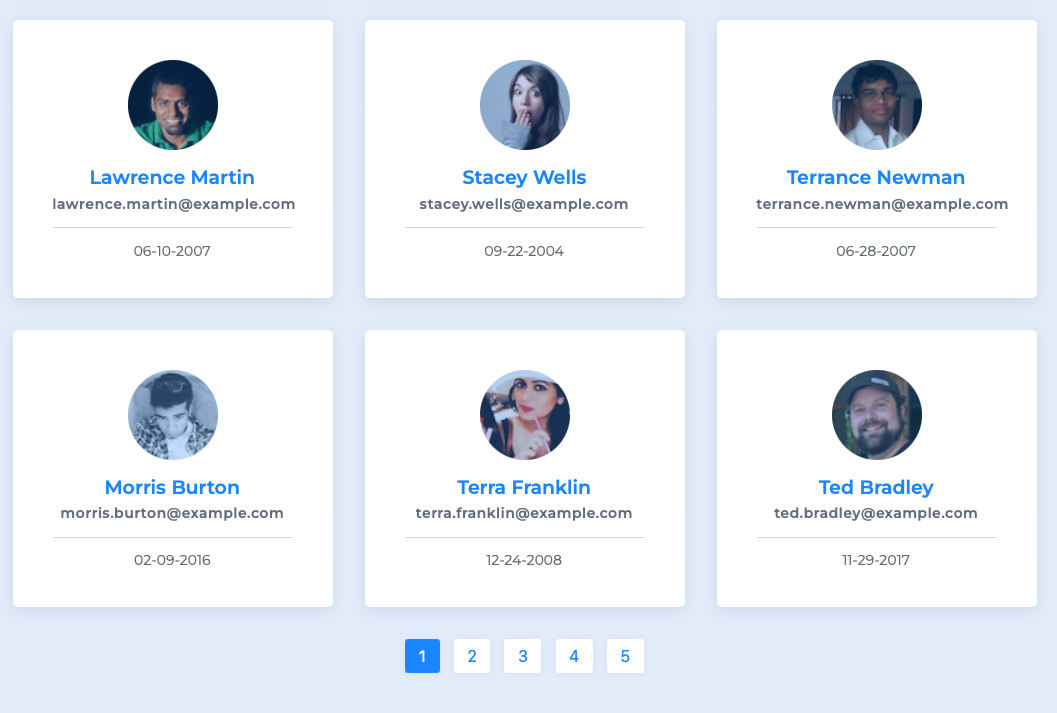 Lawrence Martin
lawrence.martin@example.com
06-10-2007
Stacey Wells
stacey.wells@example.com
09-22-2004
Terrance Newman
terrance.newman@example.com
06-28-2007
Morris Burton
morris.burton@example.com
02-09-2016
Terra Franklin
terra.franklin@example.com
12-24-2008
Ted Bradley
ted.bradley@example.com
11-29-2017
1 2 3 4 5